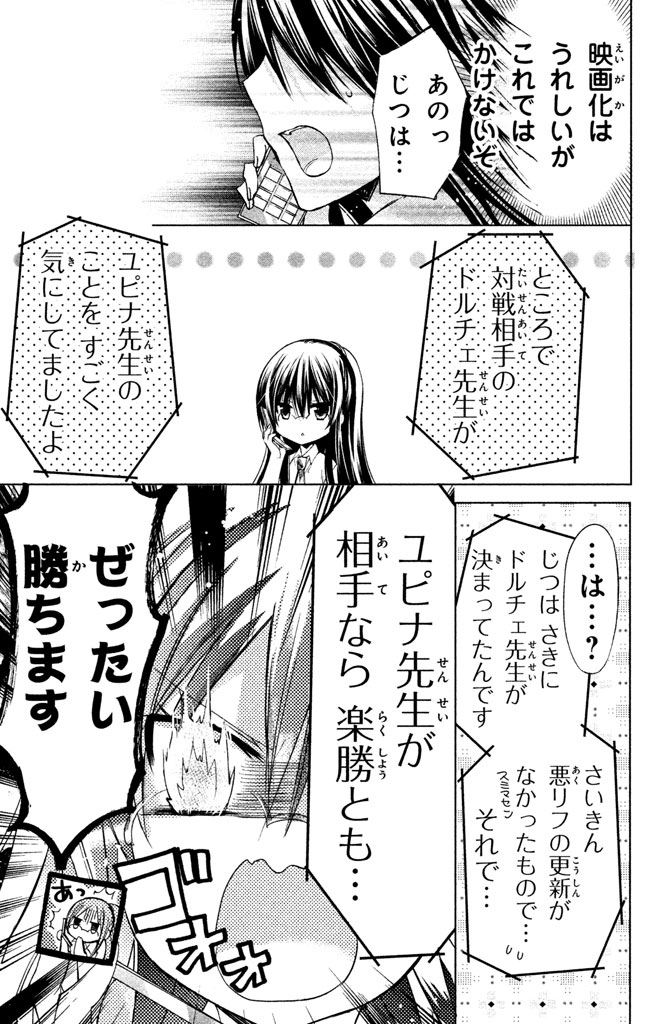 映画化は
うれしいが
これでは
かけないぞ
あのっ
じつは…
ところで
対戦相手の
ドルチェ先生が
ユピナ先生の
ことを すごく
気にしてましたよ
…は…?
じつは さきに
ドルチェ先生が
決まってたんです
さいきん
悪リフの更新が
なかったもので…
スミマセン
それで…
ユピナ先生が
相手なら 楽勝とも…
ぜったい
勝ちます
ゴォォ
あっ